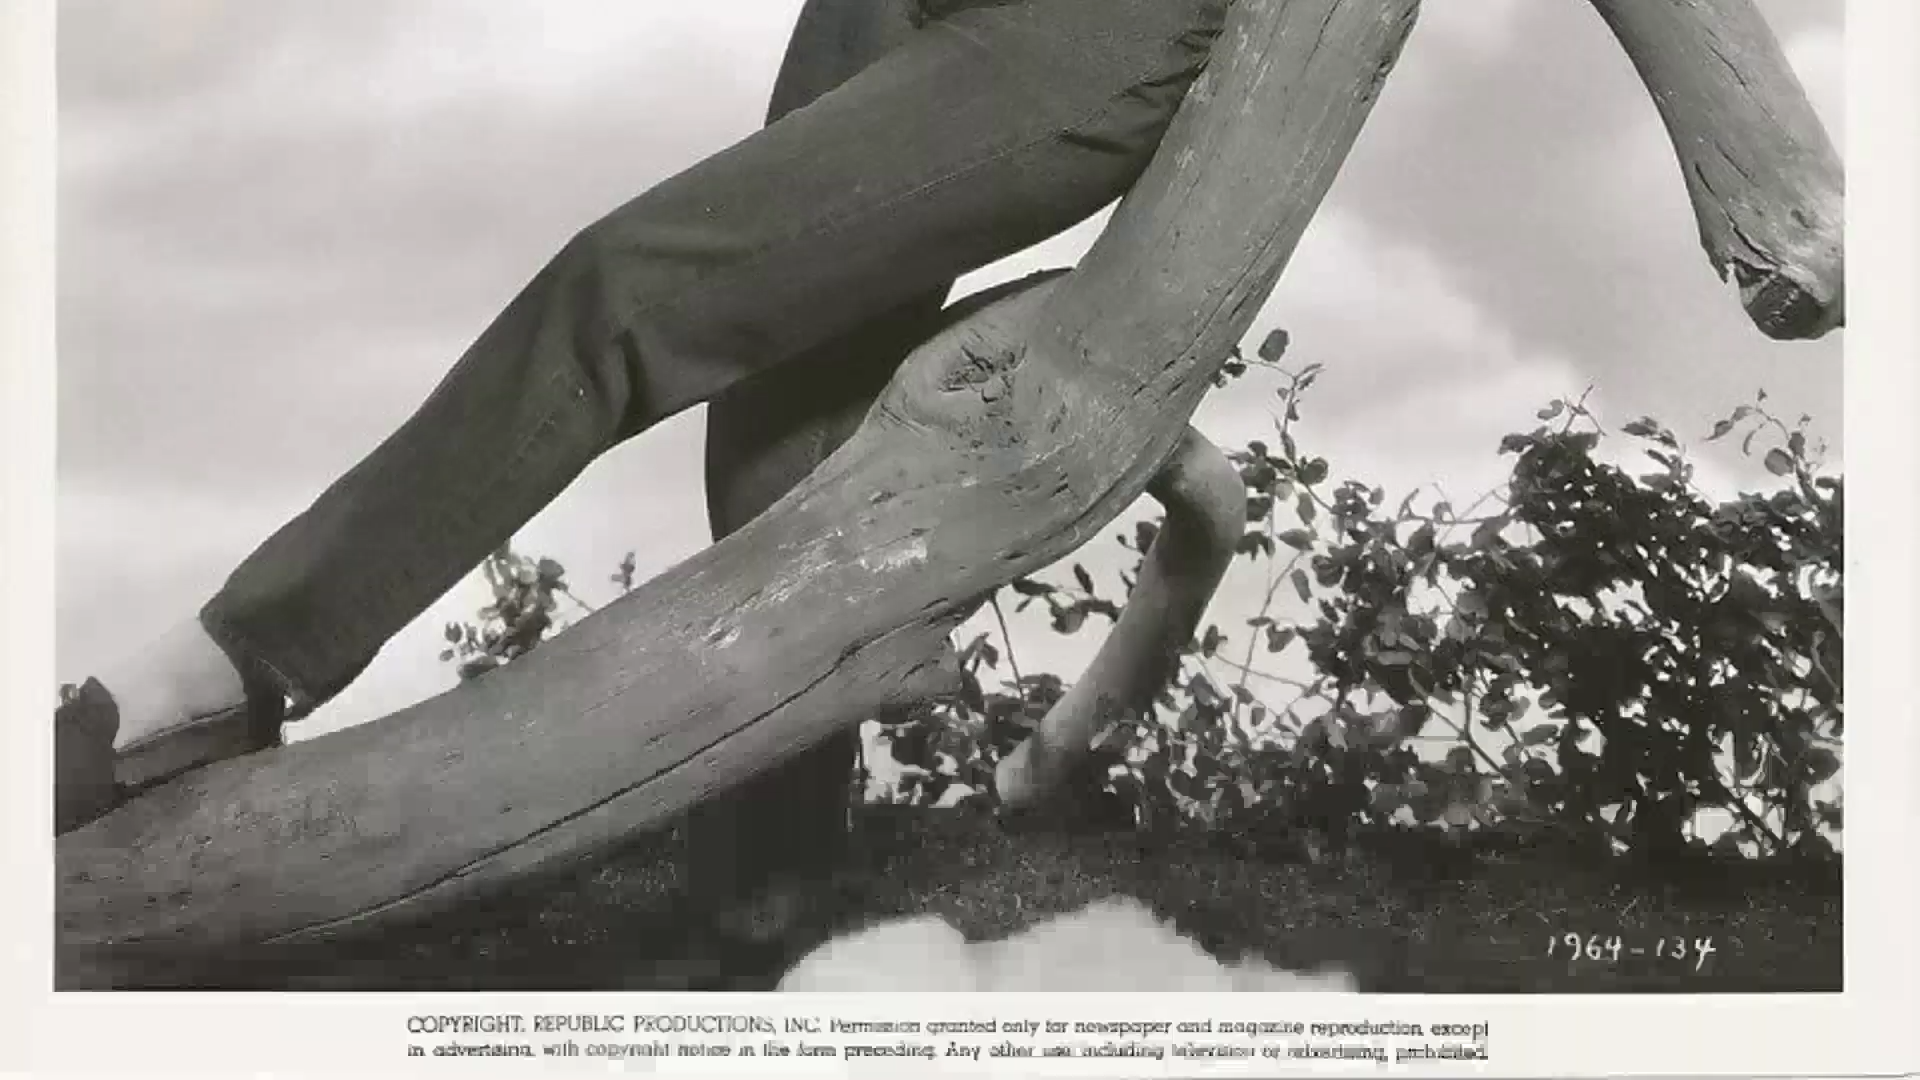 1964-134
COPYRIGHT. REPUBLIC PRODUCTIONS, INC. Permission granted only for newspaper and magazine reproduction, except
in advertising, with copyright notice in the form preceding. Any other use including television or advertising, prohibited.